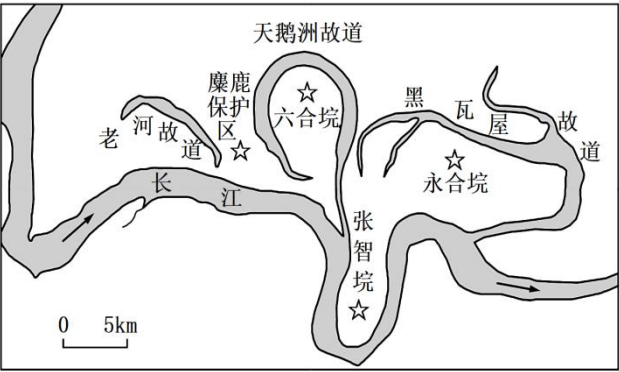 天鹅洲故道
麋鹿
保护
区
六合垸
老河故道
黑瓦屋故道
永合垸
长江
张智垸
0 5km